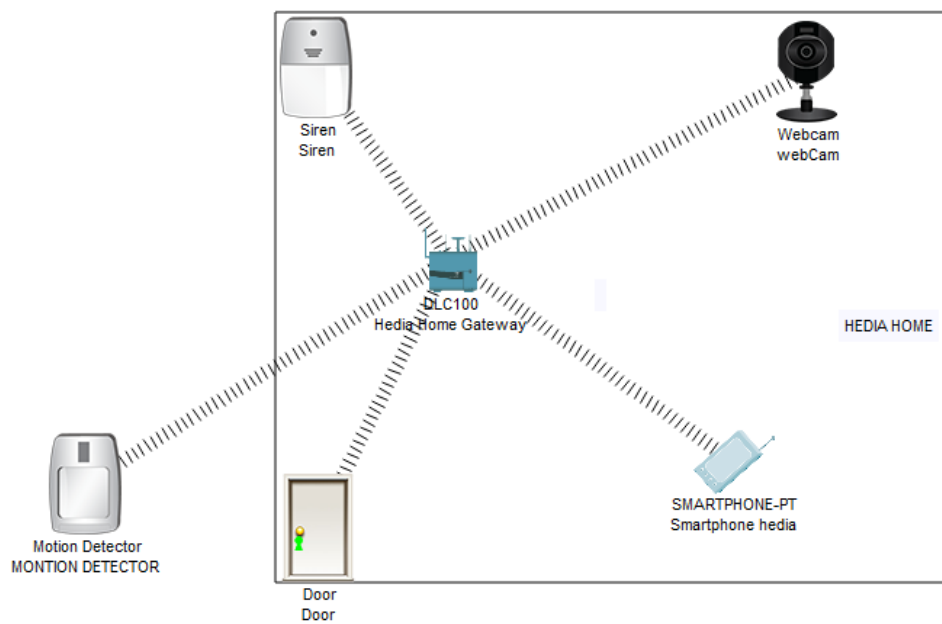 Siren
Siren
Webcam
webCam
DLC100
Hedia Home Gateway
HEDIA HOME
SMARTPHONE-PT
Smartphone hedia
Motion Detector
MONTION DETECTOR
Door
Door